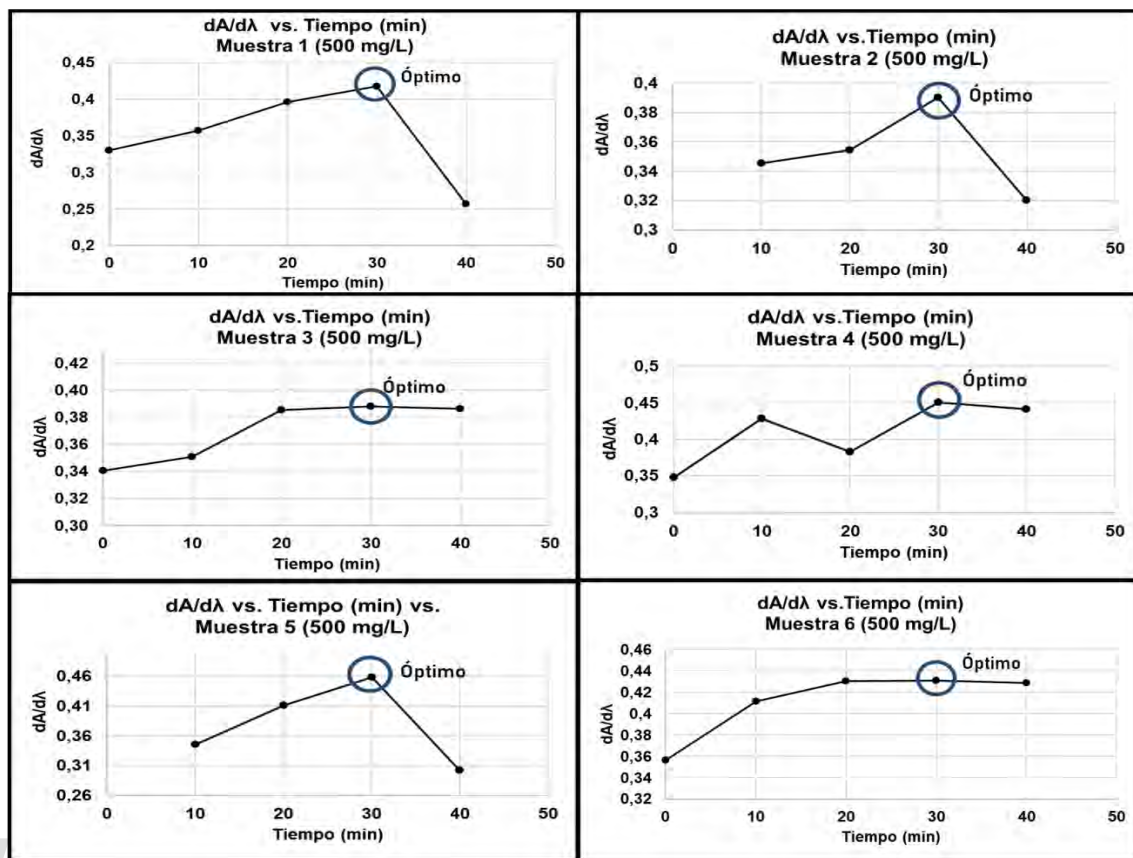 dA/dλ vs. Tiempo (min)
Muestra 1 (500 mg/L)
0,45
0,4
0,35
0,3
0,25
0,2
dA/dλ
Óptimo
0 10 20 30 40 50
Tiempo (min)
dA/dλ vs.Tiempo (min)
Muestra 2 (500 mg/L)
0,4
0,38
0,36
0,34
0,32
0,3
dA/dλ
Óptimo
0 10 20 30 40 50
Tiempo (min)
dA/dλ vs.Tiempo (min)
Muestra 3 (500 mg/L)
0,42
0,40
0,38
0,36
0,34
0,32
0,30
dA/dλ
Óptimo
0 10 20 30 40 50
Tiempo (min)
dA/dλ vs.Tiempo (min)
Muestra 4 (500 mg/L)
0,5
0,45
0,4
0,35
0,3
dA/dλ
Óptimo
0 10 20 30 40 50
Tiempo (min)
dA/dλ vs. Tiempo (min) vs.
Muestra 5 (500 mg/L)
0,46
0,41
0,36
0,31
0,26
dA/dλ
Óptimo
0 10 20 30 40 50
Tiempo (min)
dA/dλ vs.Tiempo (min)
Muestra 6 (500 mg/L)
0,46
0,44
0,42
0,4
0,38
0,36
0,34
0,32
dA/dλ
Óptimo
0 10 20 30 40 50
Tiempo (min)